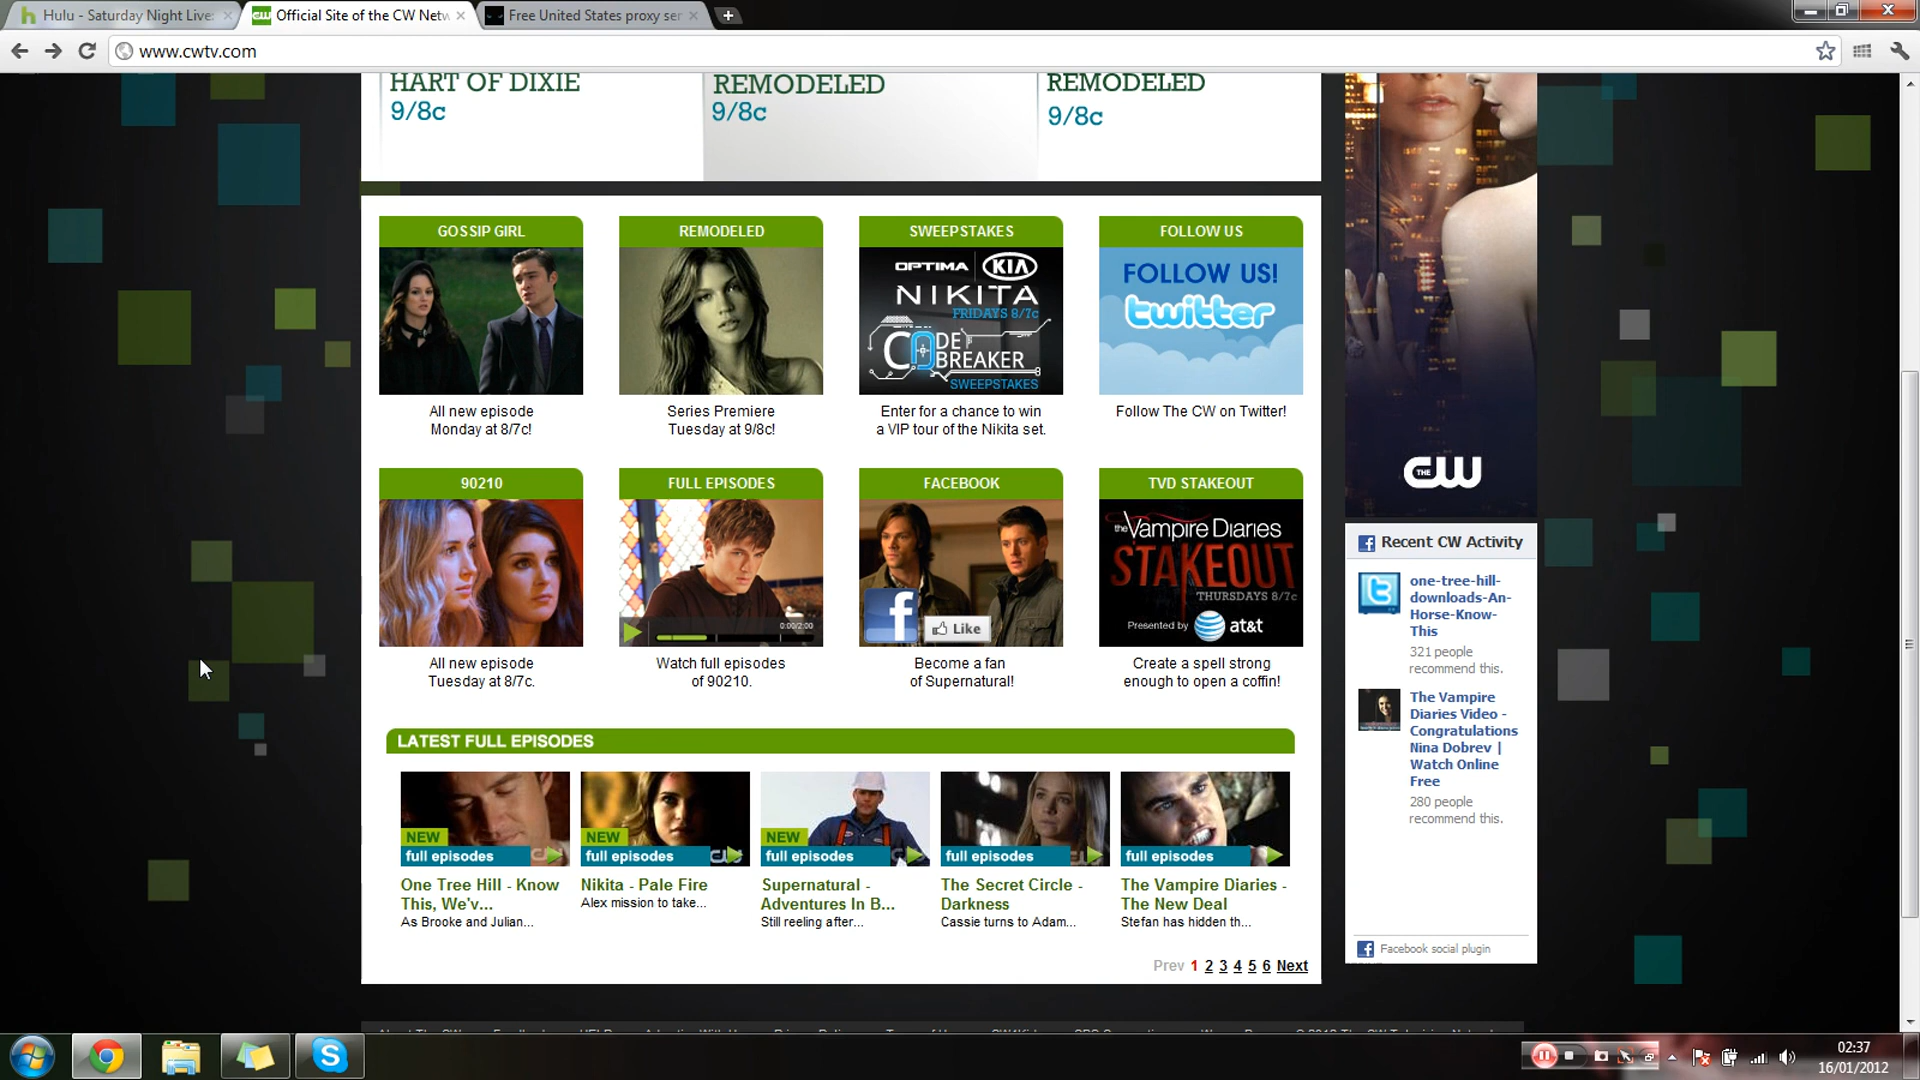 Hulu - Saturday Night Live:
Official Site of the CW Netw
Free United States proxy ser
www.cwtv.com
HART OF DIXIE
9/8c
REMODELED
9/8c
REMODELED
9/8c
GOSSIP GIRL
All new episode
Monday at 8/7c!
REMODELED
Series Premiere
Tuesday at 9/8c!
SWEEPSTAKES
OPTIMA KIA
NIKITA
FRIDAYS 8/7c
CODE
BREAKER
SWEEPSTAKES
Enter for a chance to win
a VIP tour of the Nikita set.
FOLLOW US
FOLLOW US!
twitter
Follow The CW on Twitter!
THE CW
90210
All new episode
Tuesday at 8/7c.
FULL EPISODES
0:00/2:00
Watch full episodes
of 90210.
FACEBOOK
f Like
Become a fan
of Supernatural!
TVD STAKEOUT
the Vampire Diaries
STAKEOUT
THURSDAYS 8/7c
Presented by at&t
Create a spell strong
enough to open a coffin!
Recent CW Activity
one-tree-hill-
downloads-An-
Horse-Know-
This
321 people
recommend this.
The Vampire
Diaries Video -
Congratulations
Nina Dobrev |
Watch Online
Free
280 people
recommend this.
Facebook social plugin
LATEST FULL EPISODES
NEW
full episodes
One Tree Hill - Know
This, We'v...
As Brooke and Julian...
NEW
full episodes
Nikita - Pale Fire
Alex mission to take...
NEW
full episodes
Supernatural -
Adventures In B...
Still reeling after...
full episodes
The Secret Circle -
Darkness
Cassie turns to Adam...
full episodes
The Vampire Diaries -
The New Deal
Stefan has hidden th...
Prev 1 2 3 4 5 6 Next
02:37
16/01/2012